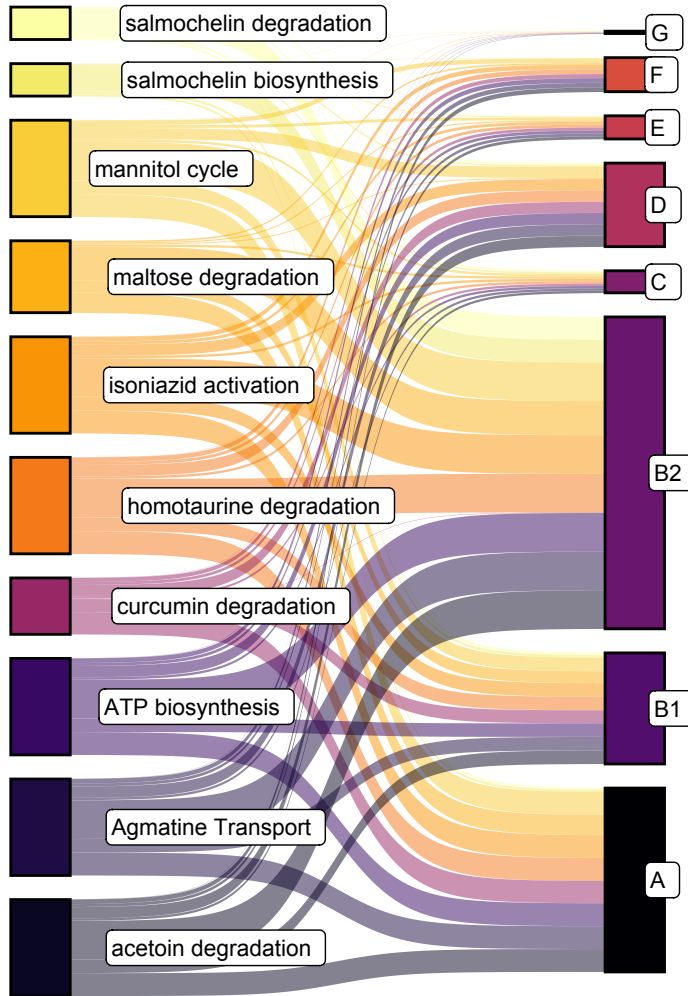 salmochelin degradation
salmochelin biosynthesis
mannitol cycle
maltose degradation
isoniazid activation
homotaurine degradation
curcumin degradation
ATP biosynthesis
Agmatine Transport
acetoin degradation
G
F
E
D
C
B2
B1
A